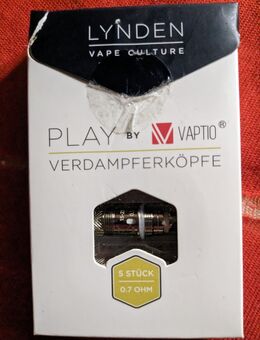 LYNDEN
VAPE CULTURE
PLAY BY VAPTIO®
VERDAMPFERKÖPFE
5 STÜCK
0.7 OHM